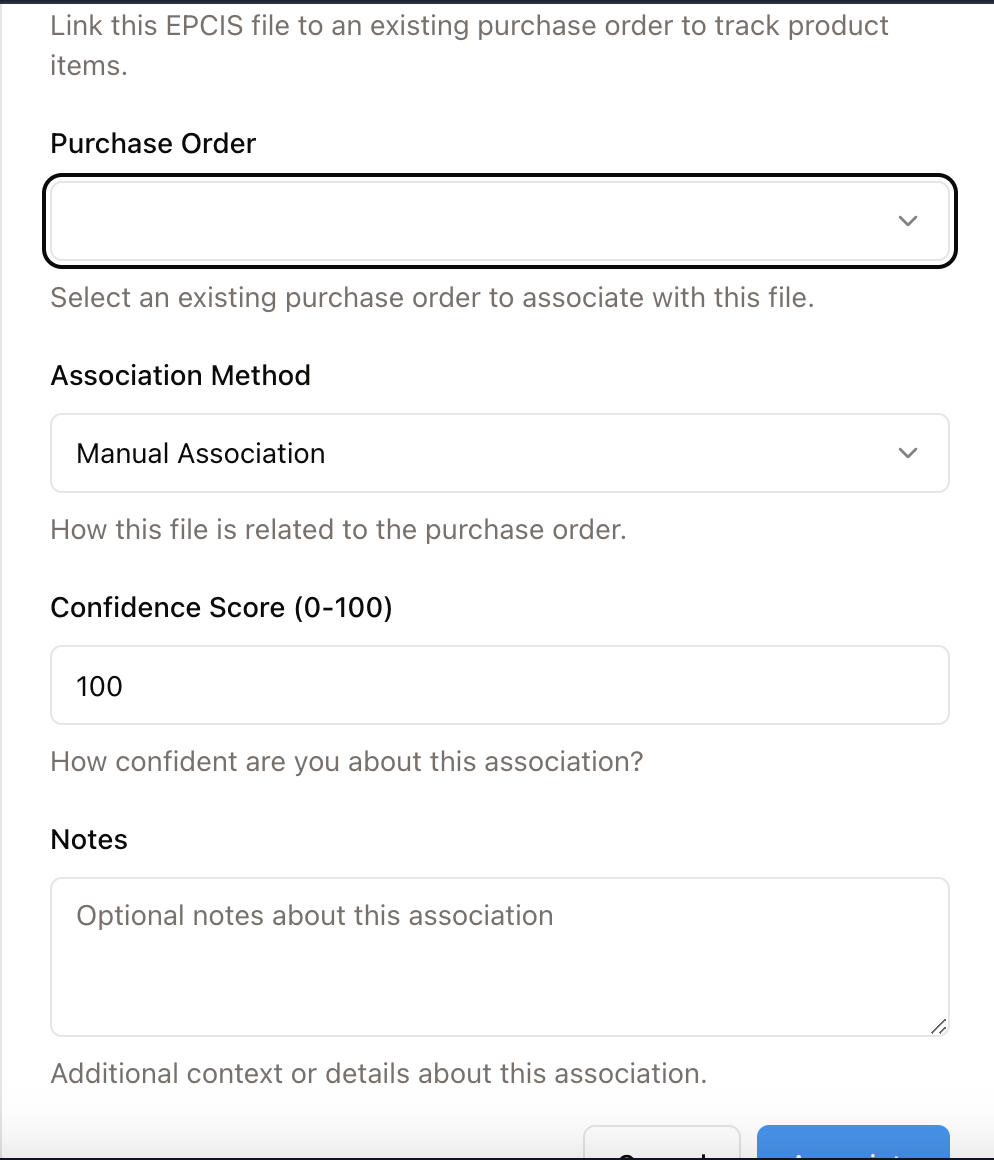 Link this EPCIS file to an existing purchase order to track product
items.
Purchase Order
Select an existing purchase order to associate with this file.
Association Method
Manual Association
How this file is related to the purchase order.
Confidence Score (0-100)
100
How confident are you about this association?
Notes
Optional notes about this association
Additional context or details about this association.